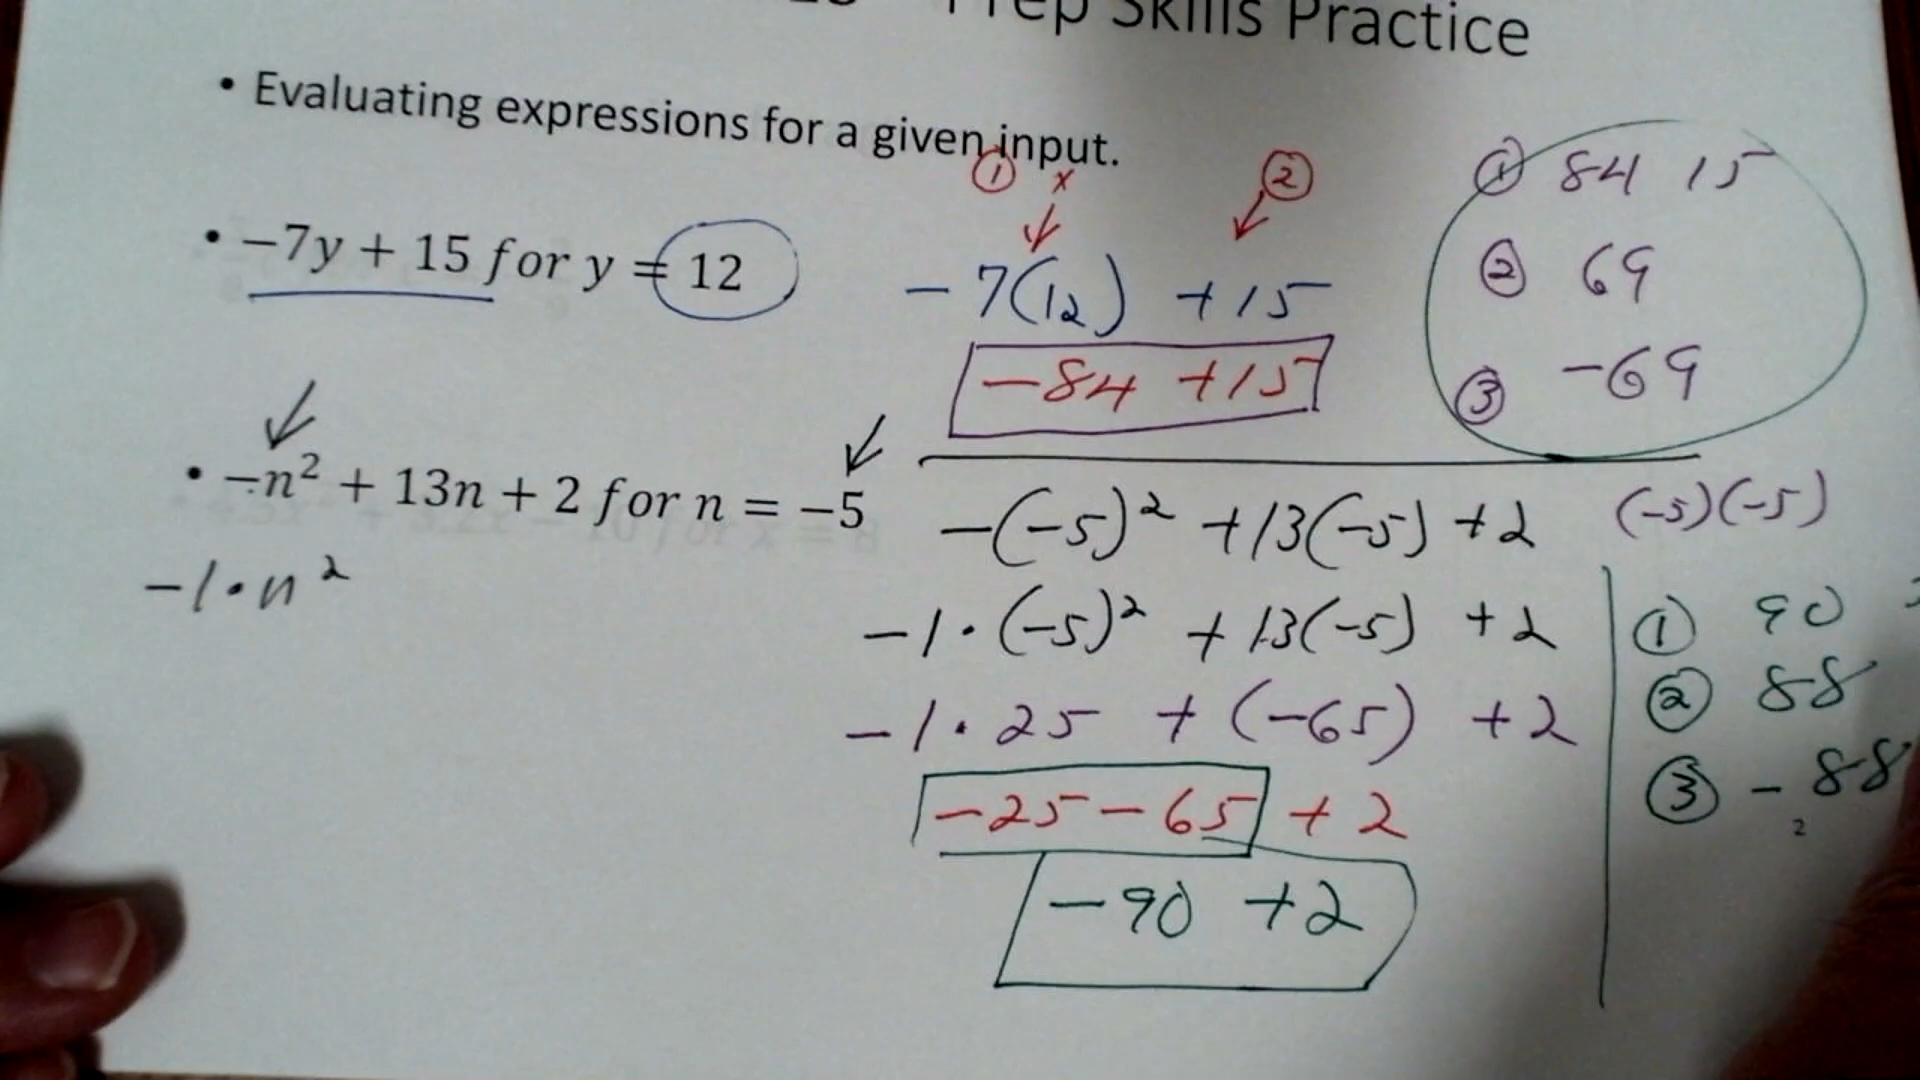 Prep Skills Practice
• Evaluating expressions for a given input.
① x ②
• −7y + 15 for y = 12
−7(12) +15
−84 +15
① 84 15
② 69
③ −69
• −n² + 13n + 2 for n = −5
−1·n²
−(−5)² +13(−5) +2
(−5)(−5)
−1·(−5)² +13(−5) +2
−1·25 +(−65) +2
−25−65 +2
−90 +2
① 90
② 88
③ −88
2